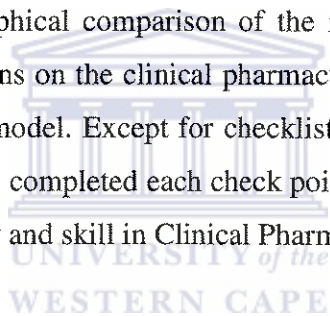 phical comparison of the
ns on the clinical pharmac
model. Except for checklist
completed each check poi
and skill in Clinical Pharm
UNIVERSITY of the
WESTERN CAPE